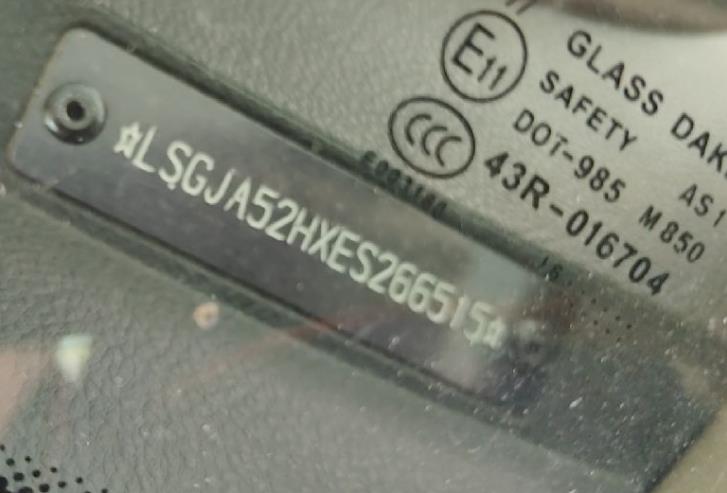 ☆LSGJA52HXES266515☆
E11
GLASS DAK
SAFETY
CCC
DOT-985 M850
AS1
43R-016704